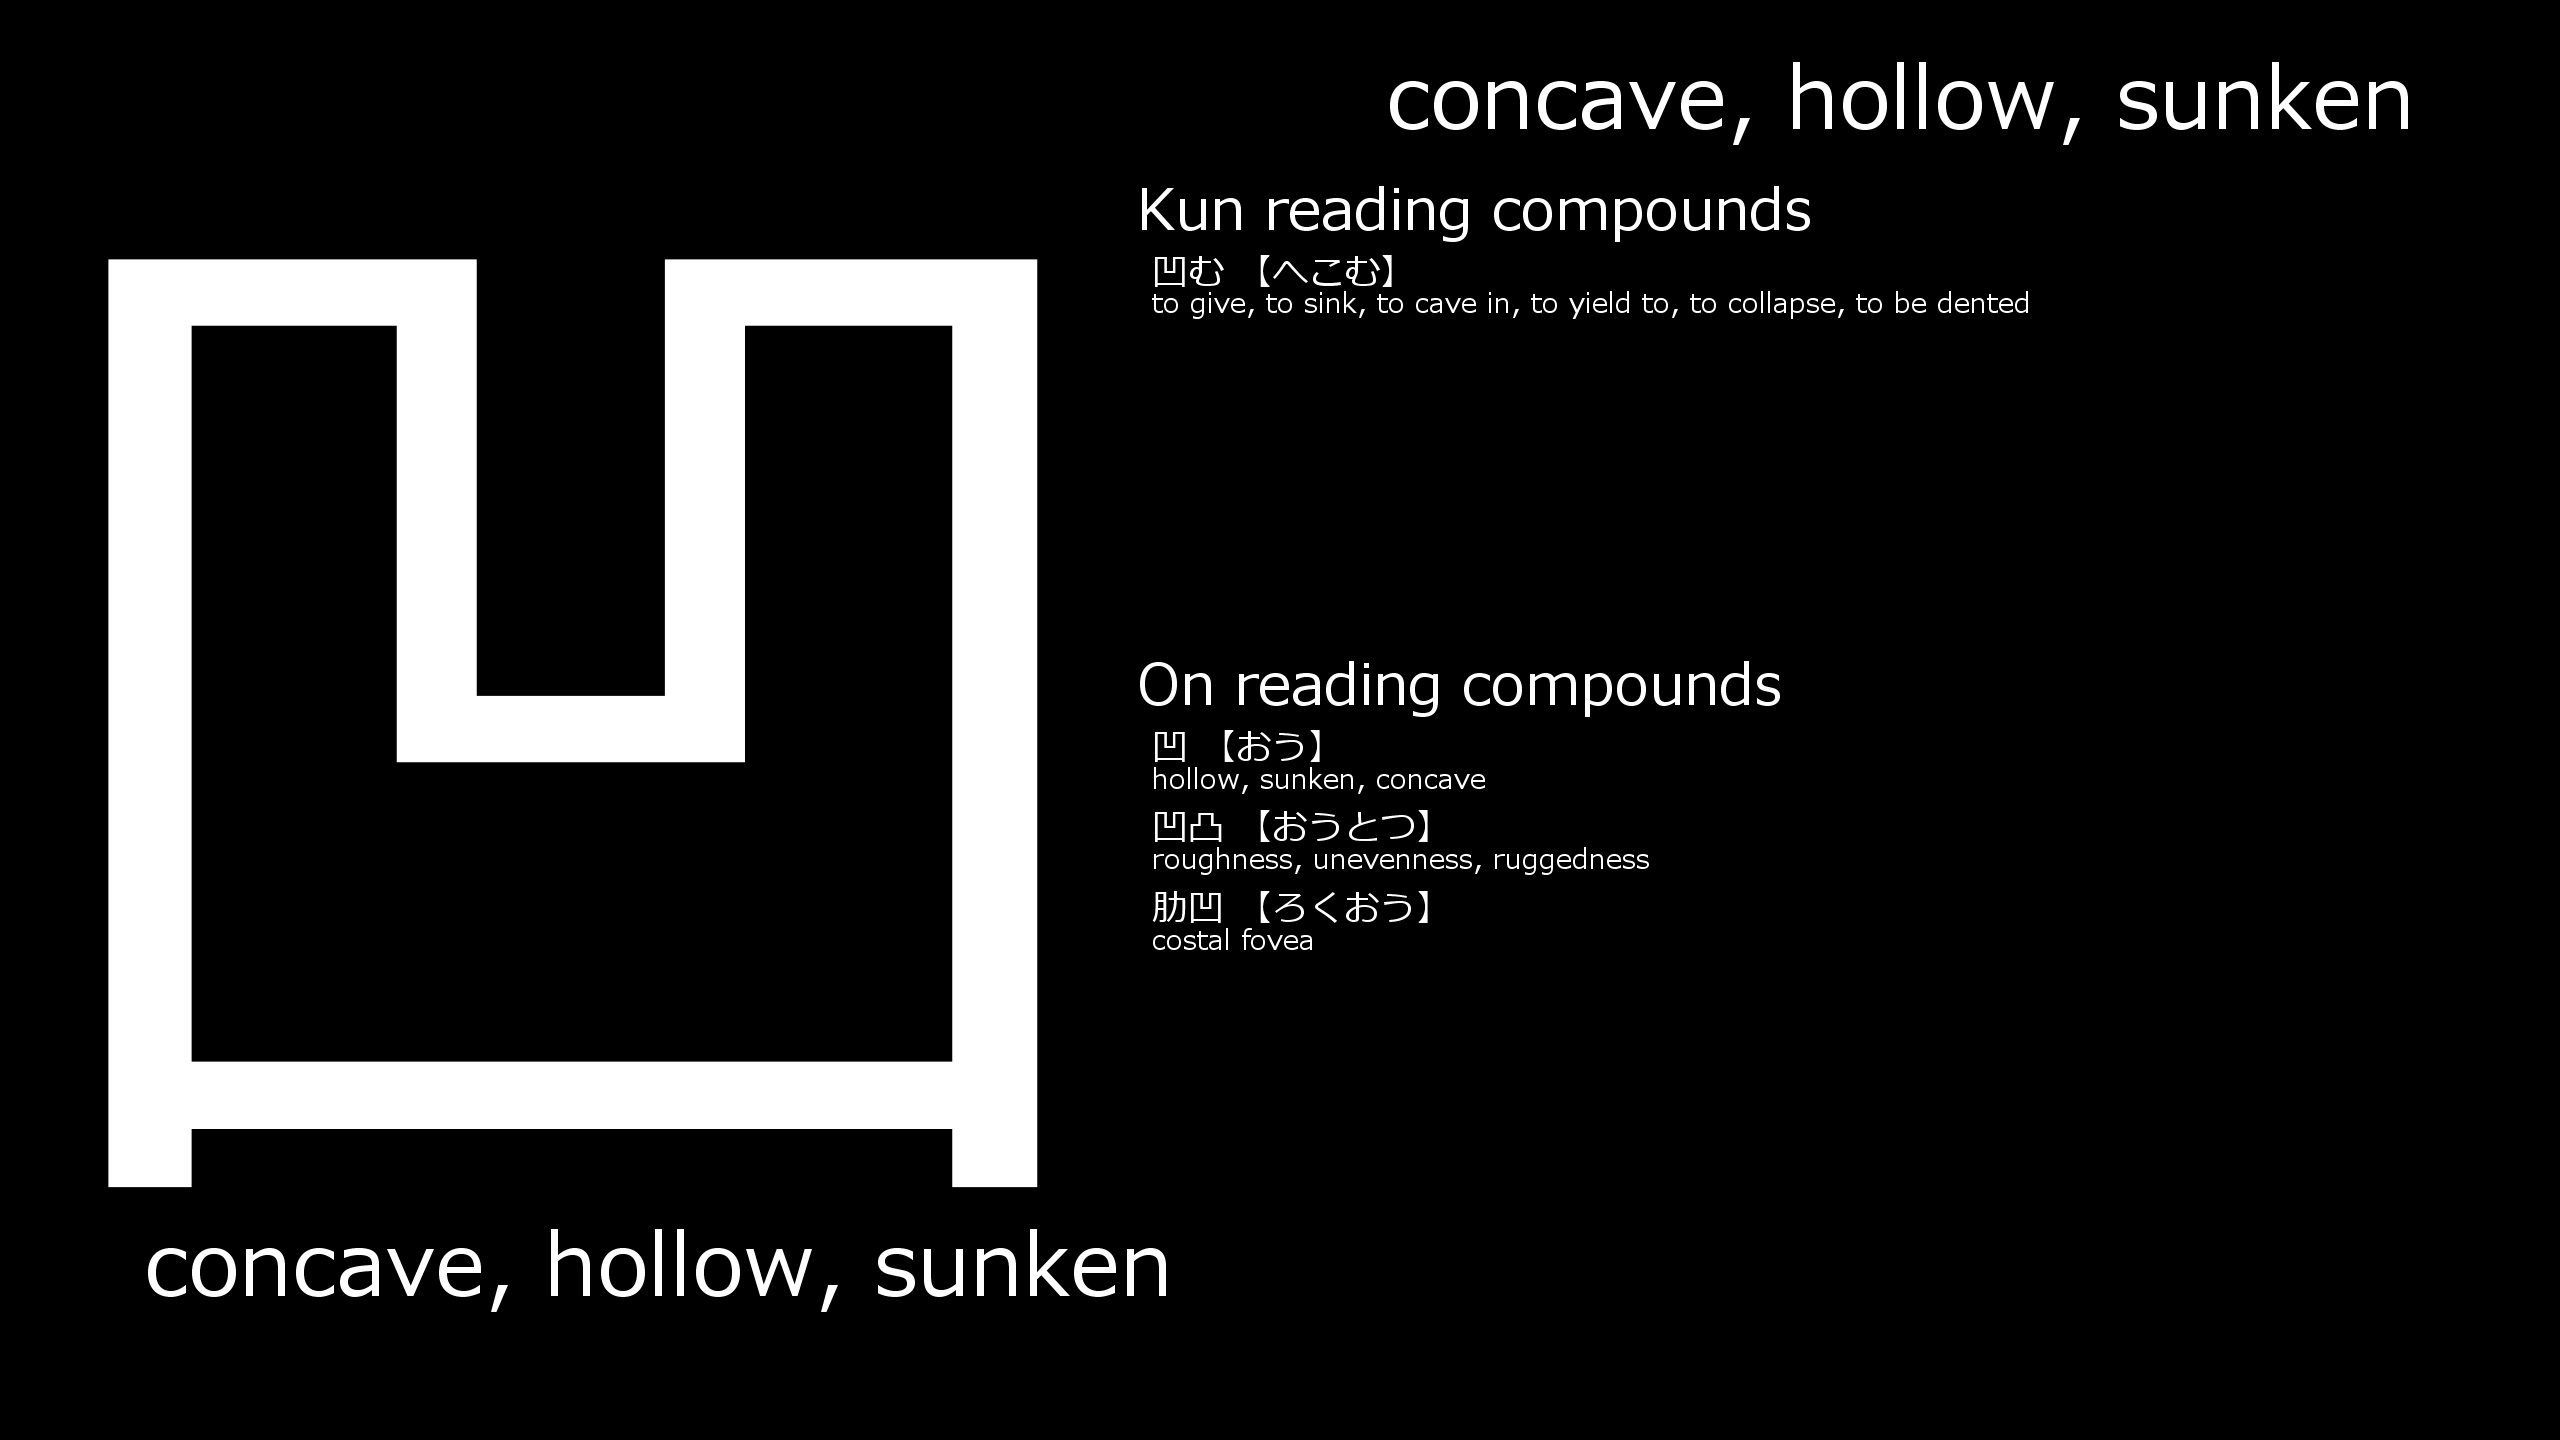 concave, hollow, sunken
凹
concave, hollow, sunken
Kun reading compounds
凹む 【へこむ】
to give, to sink, to cave in, to yield to, to collapse, to be dented
On reading compounds
凹 【おう】
hollow, sunken, concave
凹凸 【おうとつ】
roughness, unevenness, ruggedness
肋凹 【ろくおう】
costal fovea